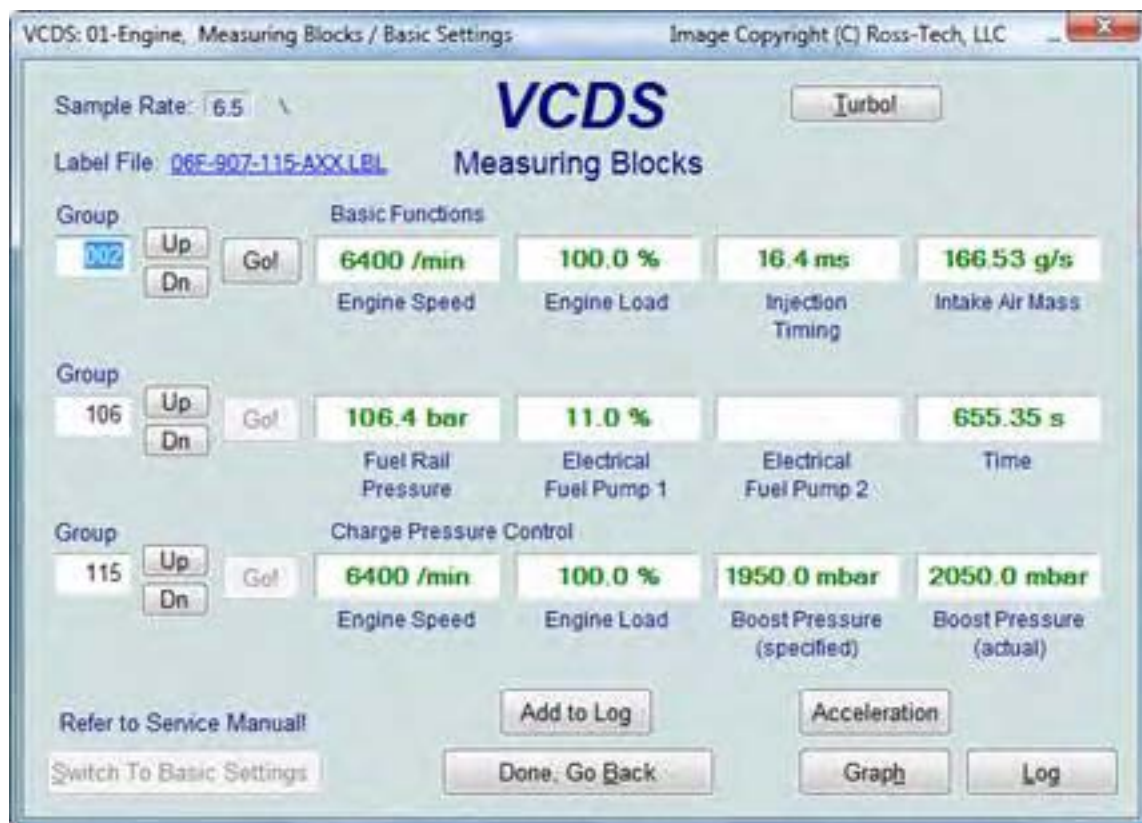 VCDS: 01-Engine, Measuring Blocks / Basic Settings Image Copyright (C) Ross-Tech, LLC
Sample Rate: 6.5 \
VCDS
Turbo!
Label File: 06F-907-115-AXX.LBL
Measuring Blocks
Group
Basic Functions
002 Up Dn Go! 6400 /min 100.0 % 16.4 ms 166.53 g/s
Engine Speed Engine Load Injection Timing Intake Air Mass
Group
106 Up Dn Go! 106.4 bar 11.0 % 655.35 s
Fuel Rail Pressure Electrical Fuel Pump 1 Electrical Fuel Pump 2 Time
Group
Charge Pressure Control
115 Up Dn Go! 6400 /min 100.0 % 1950.0 mbar 2050.0 mbar
Engine Speed Engine Load Boost Pressure (specified) Boost Pressure (actual)
Refer to Service Manual!
Add to Log
Acceleration
Switch To Basic Settings
Done, Go Back
Graph
Log